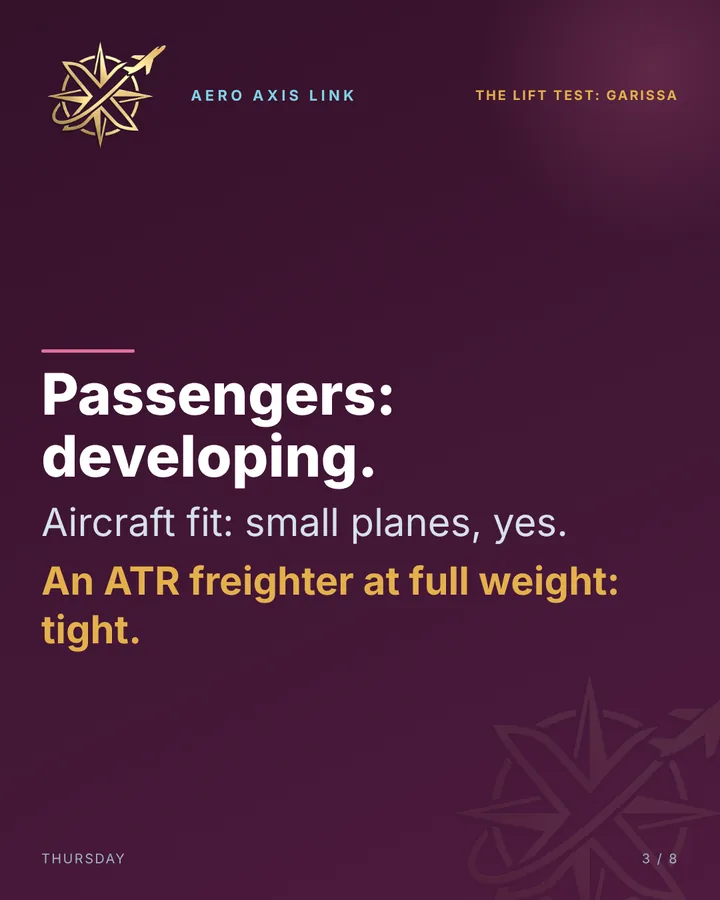 AERO AXIS LINK
THE LIFT TEST: GARISSA
Passengers:
developing.
Aircraft fit: small planes, yes.
An ATR freighter at full weight:
tight.
THURSDAY
3 / 8